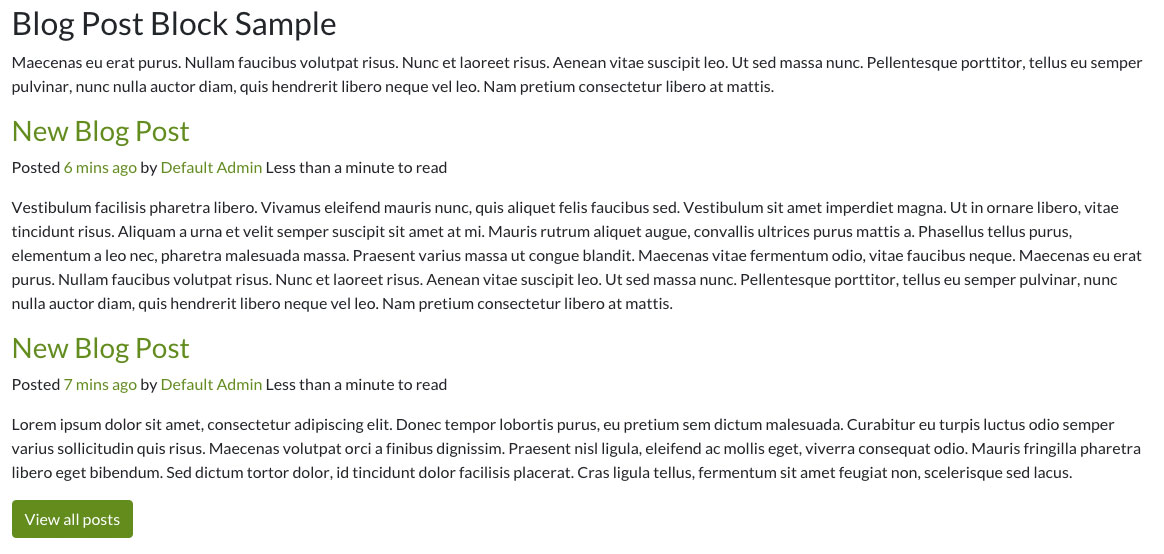 Blog Post Block Sample
Maecenas eu erat purus. Nullam faucibus volutpat risus. Nunc et laoreet risus. Aenean vitae suscipit leo. Ut sed massa nunc. Pellentesque porttitor, tellus eu semper
pulvinar, nunc nulla auctor diam, quis hendrerit libero neque vel leo. Nam pretium consectetur libero at mattis.
New Blog Post
Posted 6 mins ago by Default Admin Less than a minute to read
Vestibulum facilisis pharetra libero. Vivamus eleifend mauris nunc, quis aliquet felis faucibus sed. Vestibulum sit amet imperdiet magna. Ut in ornare libero, vitae
tincidunt risus. Aliquam a urna et velit semper suscipit sit amet at mi. Mauris rutrum aliquet augue, convallis ultrices purus mattis a. Phasellus tellus purus,
elementum a leo nec, pharetra malesuada massa. Praesent varius massa ut congue blandit. Maecenas vitae fermentum odio, vitae faucibus neque. Maecenas eu erat
purus. Nullam faucibus volutpat risus. Nunc et laoreet risus. Aenean vitae suscipit leo. Ut sed massa nunc. Pellentesque porttitor, tellus eu semper pulvinar, nunc
nulla auctor diam, quis hendrerit libero neque vel leo. Nam pretium consectetur libero at mattis.
New Blog Post
Posted 7 mins ago by Default Admin Less than a minute to read
Lorem ipsum dolor sit amet, consectetur adipiscing elit. Donec tempor lobortis purus, eu pretium sem dictum malesuada. Curabitur eu turpis luctus odio semper
varius sollicitudin quis risus. Maecenas volutpat orci a finibus dignissim. Praesent nisl ligula, eleifend ac mollis eget, viverra consequat odio. Mauris fringilla pharetra
libero eget bibendum. Sed dictum tortor dolor, id tincidunt dolor facilisis placerat. Cras ligula tellus, fermentum sit amet feugiat non, scelerisque sed lacus.
View all posts